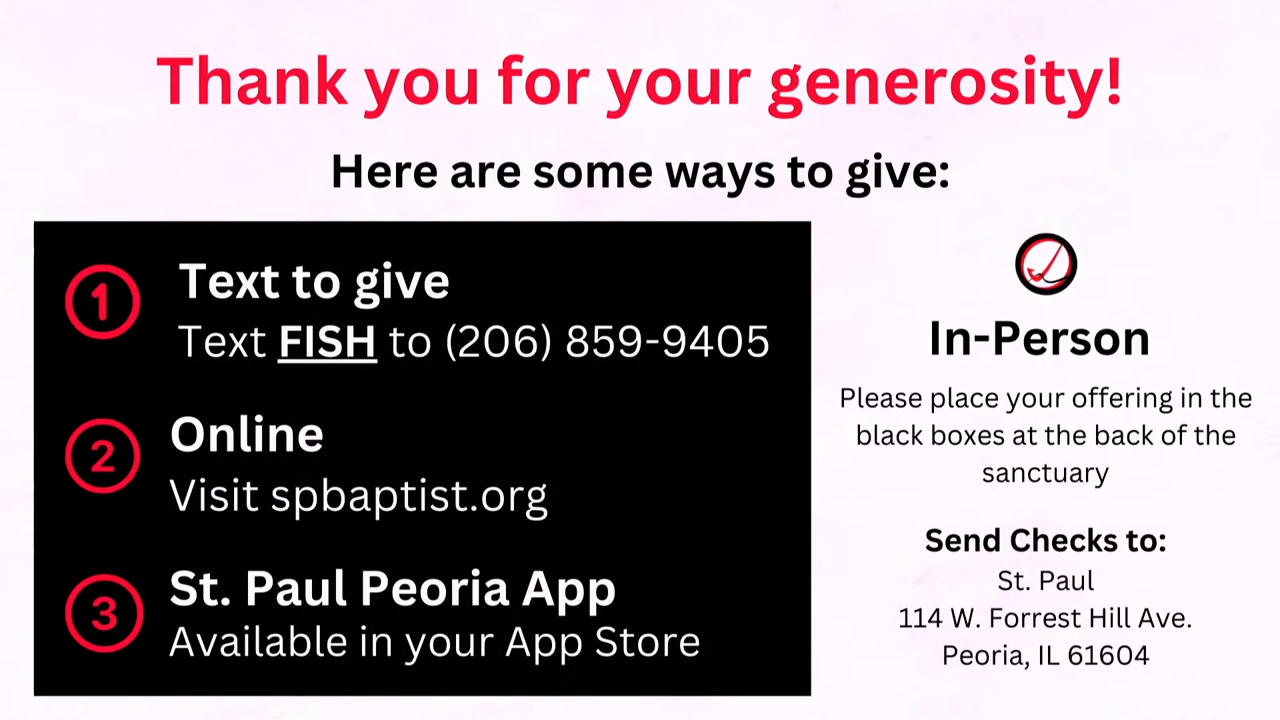 Thank you for your generosity!
Here are some ways to give:
1
Text to give
Text FISH to (206) 859-9405
2
Online
Visit spbaptist.org
3
St. Paul Peoria App
Available in your App Store
In-Person
Please place your offering in the
black boxes at the back of the
sanctuary
Send Checks to:
St. Paul
114 W. Forrest Hill Ave.
Peoria, IL 61604